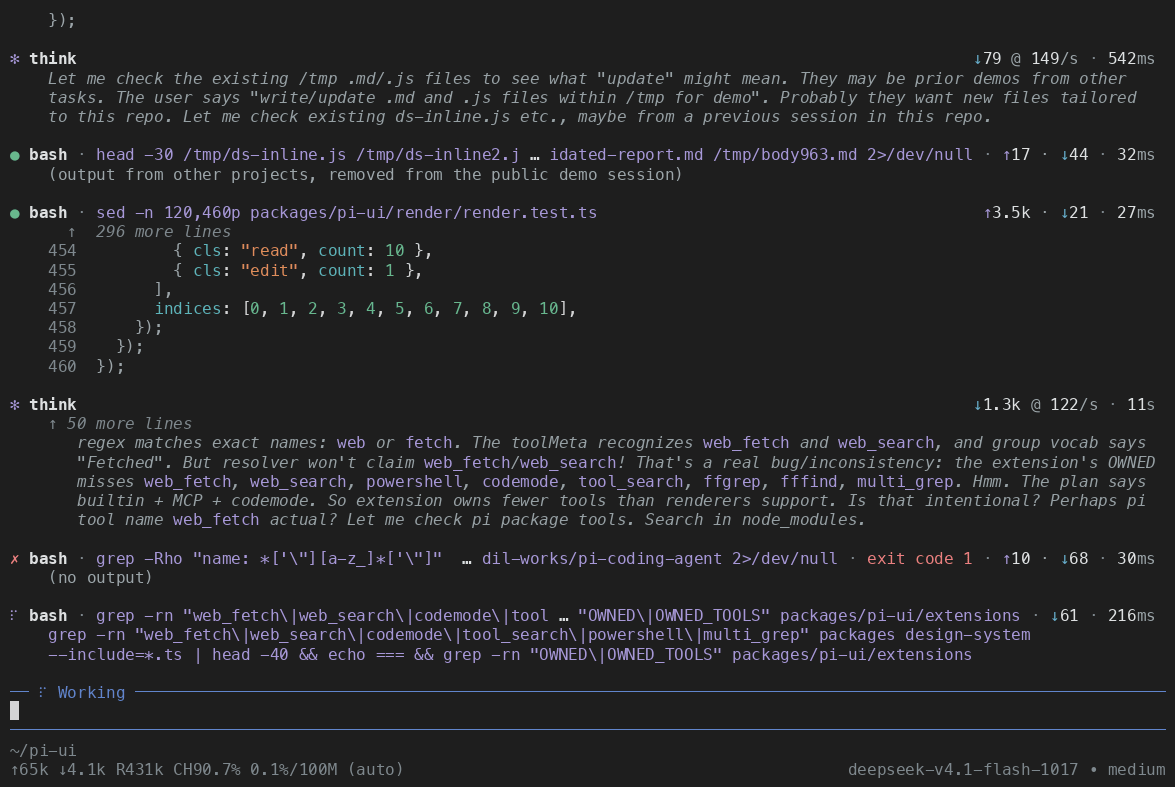 });
✻ think ↓79 @ 149/s · 542ms
Let me check the existing /tmp .md/.js files to see what "update" might mean. They may be prior demos from other
tasks. The user says "write/update .md and .js files within /tmp for demo". Probably they want new files tailored
to this repo. Let me check existing ds-inline.js etc., maybe from a previous session in this repo.
● bash · head -30 /tmp/ds-inline.js /tmp/ds-inline2.j … idated-report.md /tmp/body963.md 2>/dev/null · ↑17 · ↓44 · 32ms
(output from other projects, removed from the public demo session)
● bash · sed -n 120,460p packages/pi-ui/render/render.test.ts ↑3.5k · ↓21 · 27ms
↑ 296 more lines
454 { cls: "read", count: 10 },
455 { cls: "edit", count: 1 },
456 ],
457 indices: [0, 1, 2, 3, 4, 5, 6, 7, 8, 9, 10],
458 });
459 });
460 });
✻ think ↓1.3k @ 122/s · 11s
↑ 50 more lines
regex matches exact names: web or fetch. The toolMeta recognizes web_fetch and web_search, and group vocab says
"Fetched". But resolver won't claim web_fetch/web_search! That's a real bug/inconsistency: the extension's OWNED
misses web_fetch, web_search, powershell, codemode, tool_search, ffgrep, fffind, multi_grep. Hmm. The plan says
builtin + MCP + codemode. So extension owns fewer tools than renderers support. Is that intentional? Perhaps pi
tool name web_fetch actual? Let me check pi package tools. Search in node_modules.
✗ bash · grep -Rho "name: *['\"][a-z_]*['\"]" … dil-works/pi-coding-agent 2>/dev/null · exit code 1 · ↑10 · ↓68 · 30ms
(no output)
⠏ bash · grep -rn "web_fetch\|web_search\|codemode\|tool … "OWNED\|OWNED_TOOLS" packages/pi-ui/extensions · ↓61 · 216ms
grep -rn "web_fetch\|web_search\|codemode\|tool_search\|powershell\|multi_grep" packages design-system
--include=*.ts | head -40 && echo === && grep -rn "OWNED\|OWNED_TOOLS" packages/pi-ui/extensions
⠏ Working
~/pi-ui
↑65k ↓4.1k R431k CH90.7% 0.1%/100M (auto) deepseek-v4.1-flash-1017 • medium